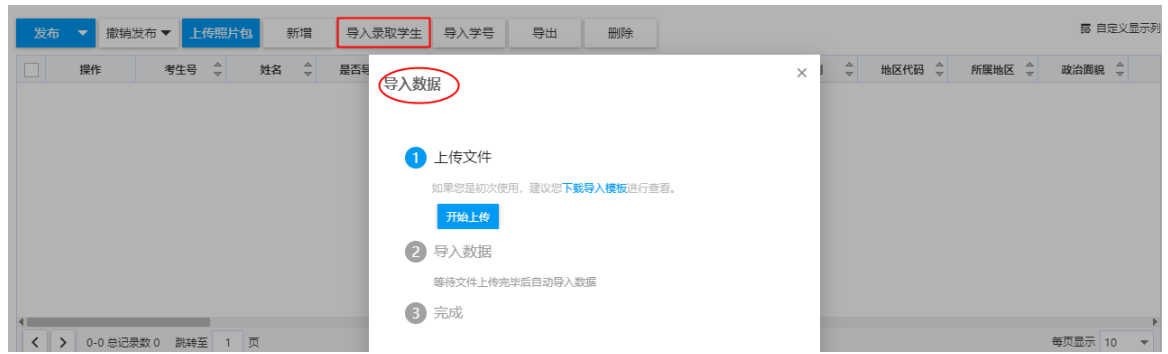 发布 撤销发布 上传照片包 新增 导入录取学生 导入学号 导出 删除 自定义显示列
操作 考生号 姓名 是否导 地区代码 所属地区 政治面貌
导入数据
1 上传文件
如果您是初次使用，建议您下载导入模板进行查看。
开始上传
2 导入数据
等待文件上传完毕后自动导入数据
3 完成
0-0 总记录数 0 跳转至 1 页 每页显示 10